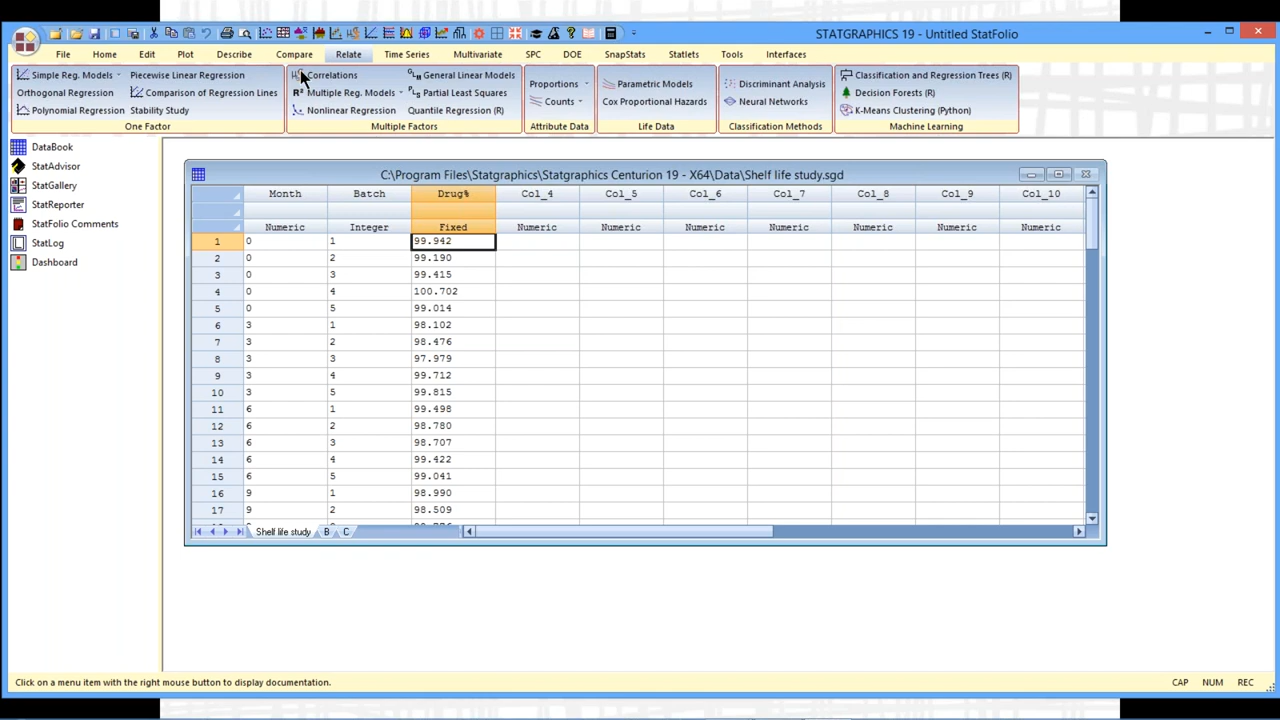 STATGRAPHICS 19 - Untitled StatFolio
File Home Edit Plot Describe Compare Relate Time Series Multivariate SPC DOE SnapStats Statlets Tools Interfaces
Simple Reg. Models Piecewise Linear Regression Correlations General Linear Models Proportions Parametric Models Discriminant Analysis Classification and Regression Trees (R)
Orthogonal Regression Comparison of Regression Lines R² Multiple Reg. Models Partial Least Squares Counts Cox Proportional Hazards Neural Networks Decision Forests (R)
Polynomial Regression Stability Study Nonlinear Regression Quantile Regression (R) K-Means Clustering (Python)
One Factor Multiple Factors Attribute Data Life Data Classification Methods Machine Learning
DataBook
StatAdvisor
StatGallery
StatReporter
StatFolio Comments
StatLog
Dashboard
C:\Program Files\Statgraphics\Statgraphics Centurion 19 - X64\Data\Shelf life study.sgd
Month Batch Drug% Col_4 Col_5 Col_6 Col_7 Col_8 Col_9 Col_10
Numeric Integer Fixed Numeric Numeric Numeric Numeric Numeric Numeric Numeric
1 0 1 99.942
2 0 2 99.190
3 0 3 99.415
4 0 4 100.702
5 0 5 99.014
6 3 1 98.102
7 3 2 98.476
8 3 3 97.979
9 3 4 99.712
10 3 5 99.815
11 6 1 99.498
12 6 2 98.780
13 6 3 98.707
14 6 4 99.422
15 6 5 99.041
16 9 1 98.990
17 9 2 98.509
Shelf life study B C
Click on a menu item with the right mouse button to display documentation. CAP NUM REC